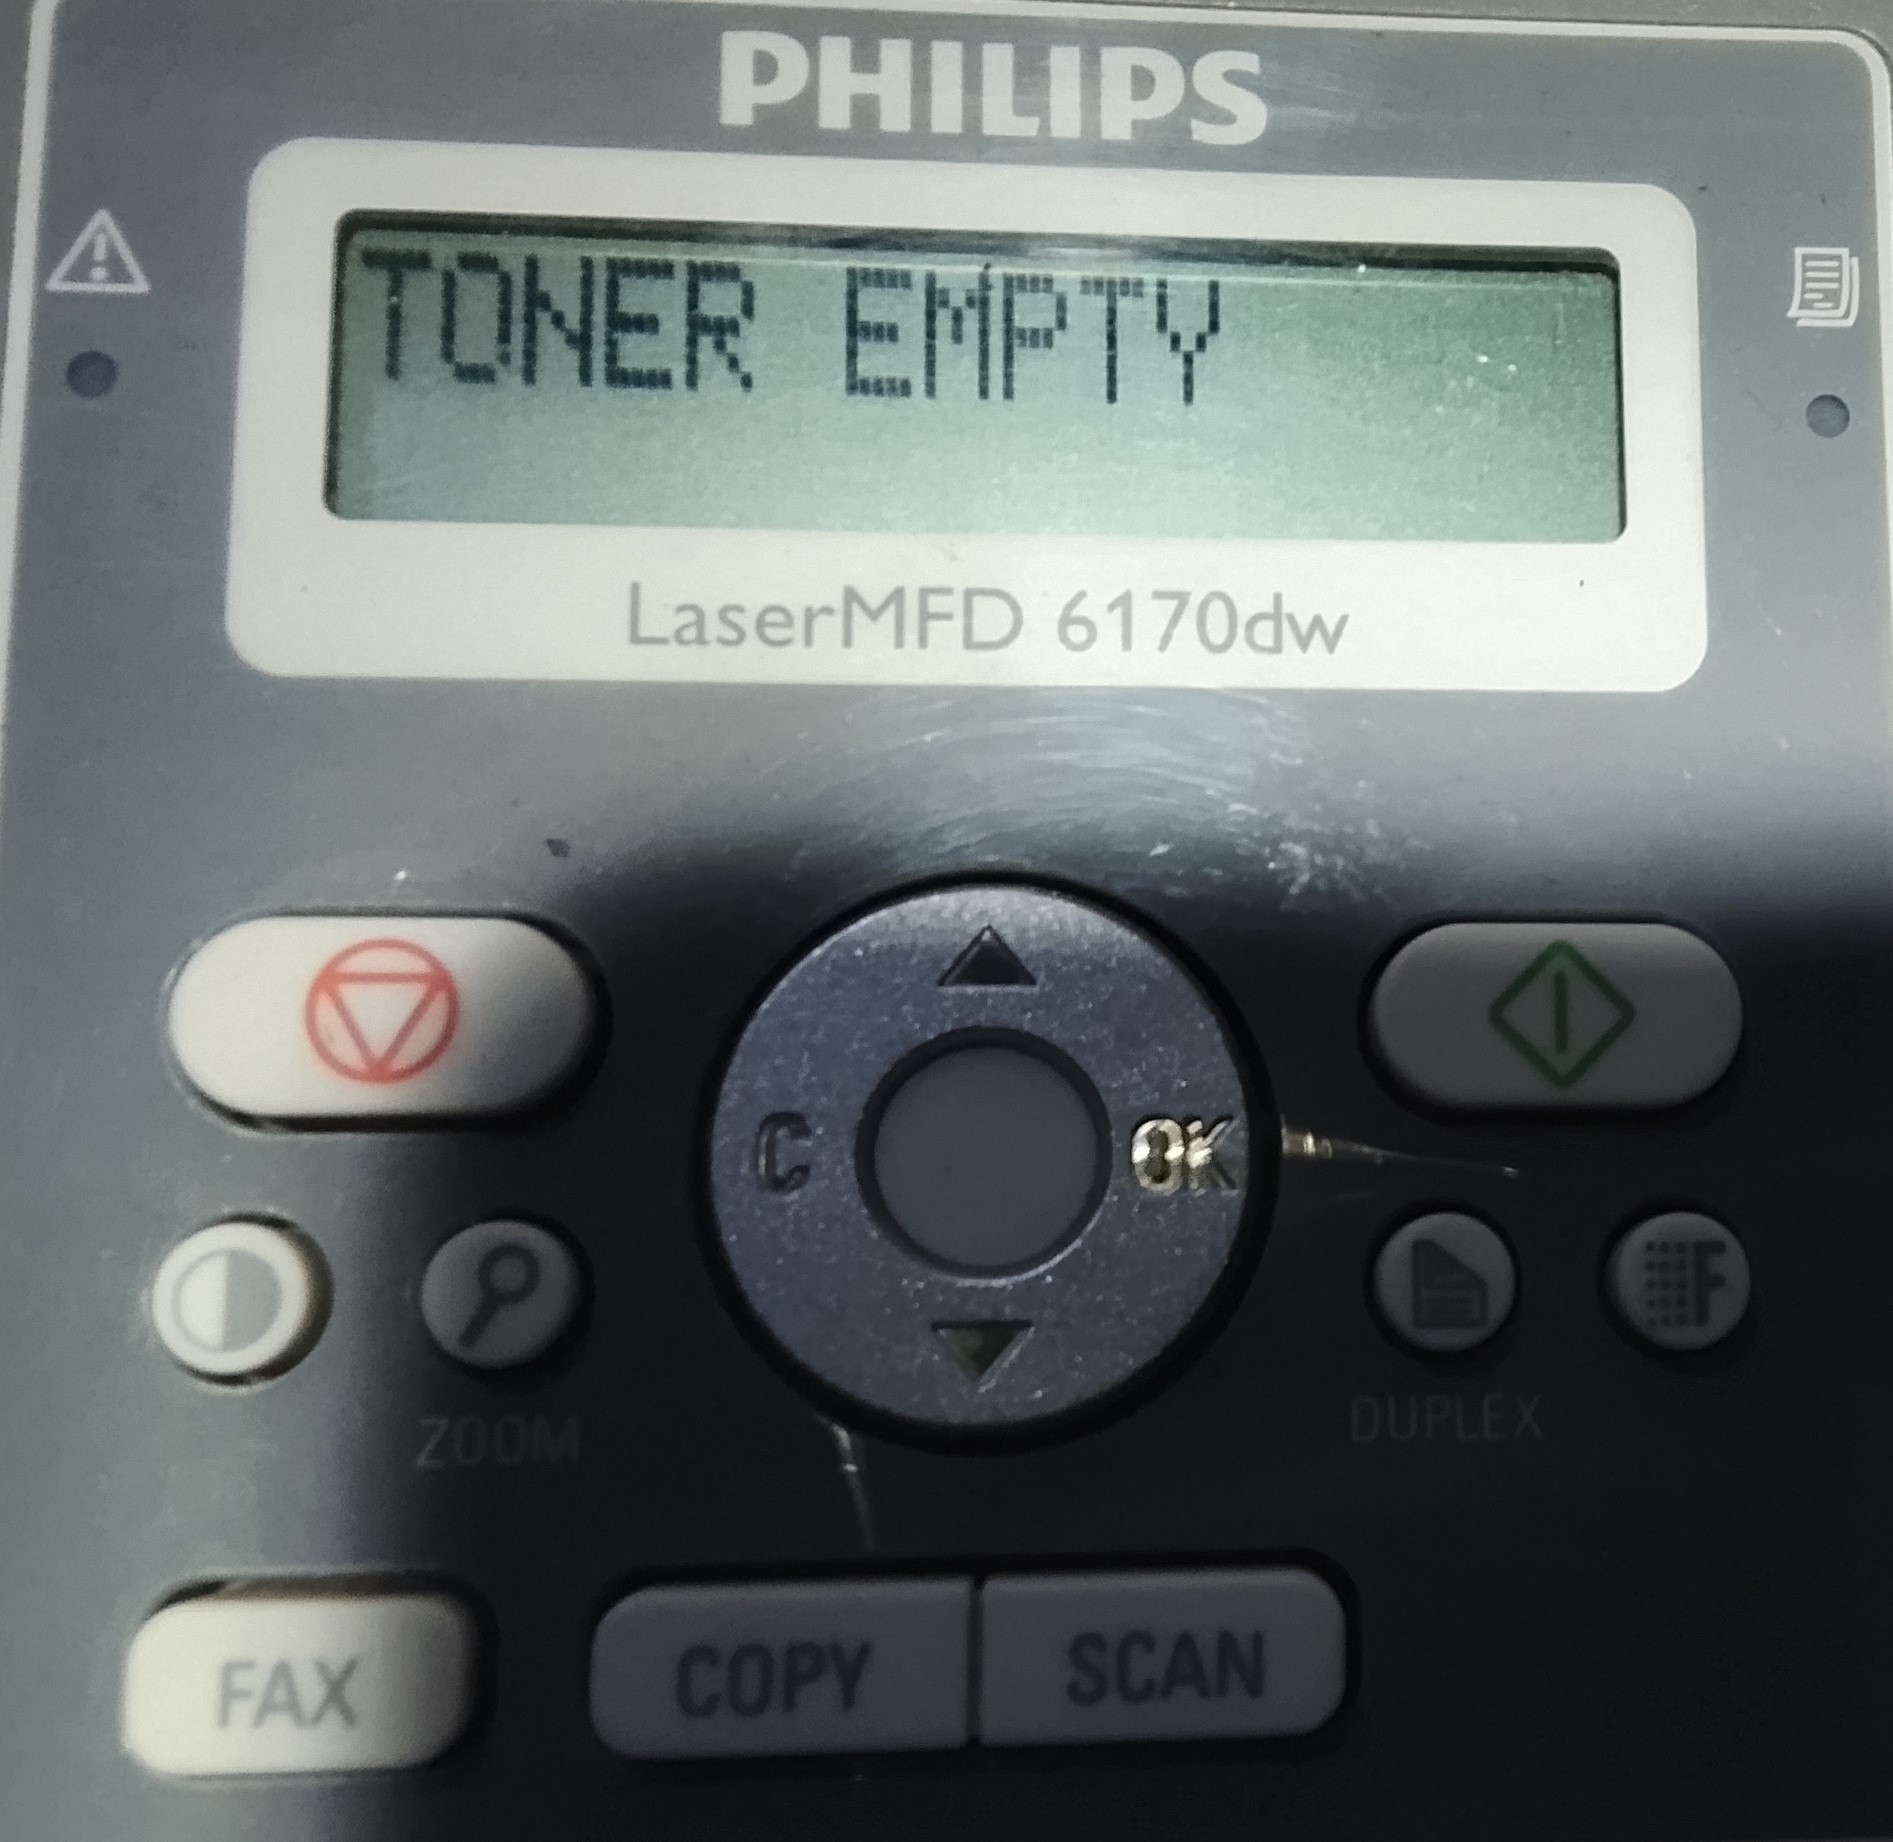 PHILIPS
TONER EMPTY
LaserMFD 6170dw
C OK
ZOOM
DUPLEX
F
FAX COPY SCAN